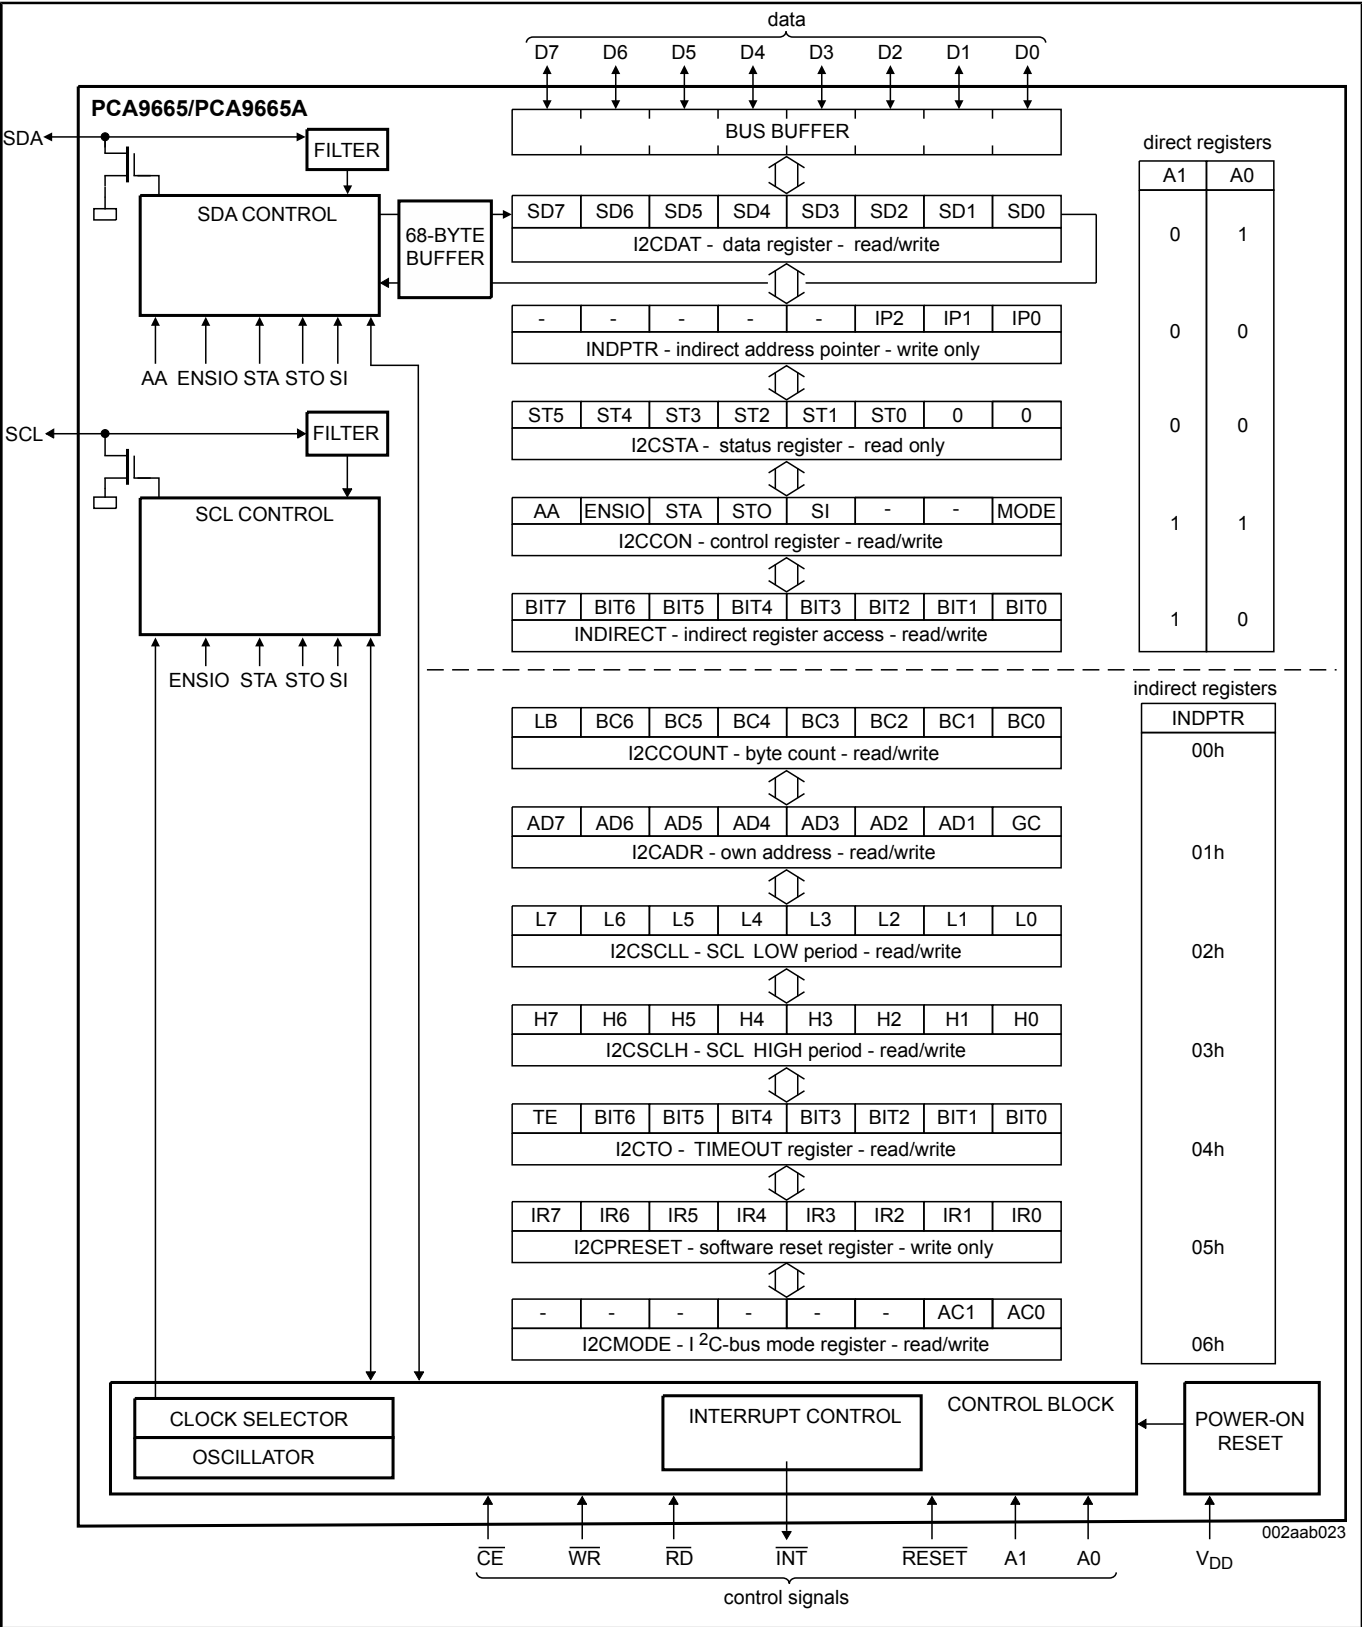 data
D7 D6 D5 D4 D3 D2 D1 D0
PCA9665/PCA9665A
BUS BUFFER
SDA
FILTER
SDA CONTROL
68-BYTE
BUFFER
AA ENSIO STA STO SI
SCL
FILTER
SCL CONTROL
ENSIO STA STO SI
SD7 SD6 SD5 SD4 SD3 SD2 SD1 SD0
I2CDAT - data register - read/write
- - - - - IP2 IP1 IP0
INDPTR - indirect address pointer - write only
ST5 ST4 ST3 ST2 ST1 ST0 0 0
I2CSTA - status register - read only
AA ENSIO STA STO SI - - MODE
I2CCON - control register - read/write
BIT7 BIT6 BIT5 BIT4 BIT3 BIT2 BIT1 BIT0
INDIRECT - indirect register access - read/write
direct registers
A1 A0
0 1
0 0
0 0
1 1
1 0
LB BC6 BC5 BC4 BC3 BC2 BC1 BC0
I2CCOUNT - byte count - read/write
AD7 AD6 AD5 AD4 AD3 AD2 AD1 GC
I2CADR - own address - read/write
L7 L6 L5 L4 L3 L2 L1 L0
I2CSCLL - SCL LOW period - read/write
H7 H6 H5 H4 H3 H2 H1 H0
I2CSCLH - SCL HIGH period - read/write
TE BIT6 BIT5 BIT4 BIT3 BIT2 BIT1 BIT0
I2CTO - TIMEOUT register - read/write
IR7 IR6 IR5 IR4 IR3 IR2 IR1 IR0
I2CPRESET - software reset register - write only
- - - - - - AC1 AC0
I2CMODE - I2C-bus mode register - read/write
indirect registers
INDPTR
00h
01h
02h
03h
04h
05h
06h
CLOCK SELECTOR
OSCILLATOR
INTERRUPT CONTROL
CONTROL BLOCK
POWER-ON
RESET
002aab023
CE WR RD INT RESET A1 A0 VDD
control signals